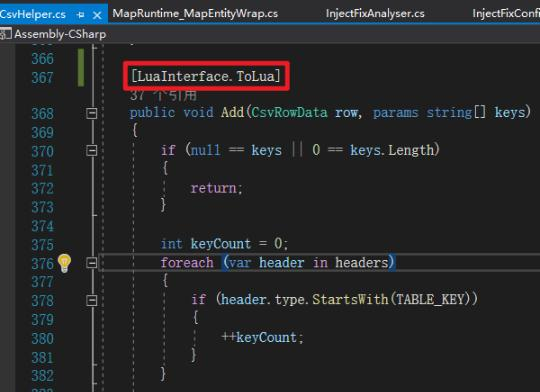 CsvHelper.cs
MapRuntime_MapEntityWrap.cs
InjectFixAnalyser.cs
InjectFixConfi
Assembly-CSharp
366
367 [LuaInterface.ToLua]
37 个引用
368 public void Add(CsvRowData row, params string[] keys)
369 {
370 if (null == keys || 0 == keys.Length)
371 {
372 return;
373 }
374
375 int keyCount = 0;
376 foreach (var header in headers)
377 {
378 if (header.type.StartsWith(TABLE_KEY))
379 {
380 ++keyCount;
381 }
382 }